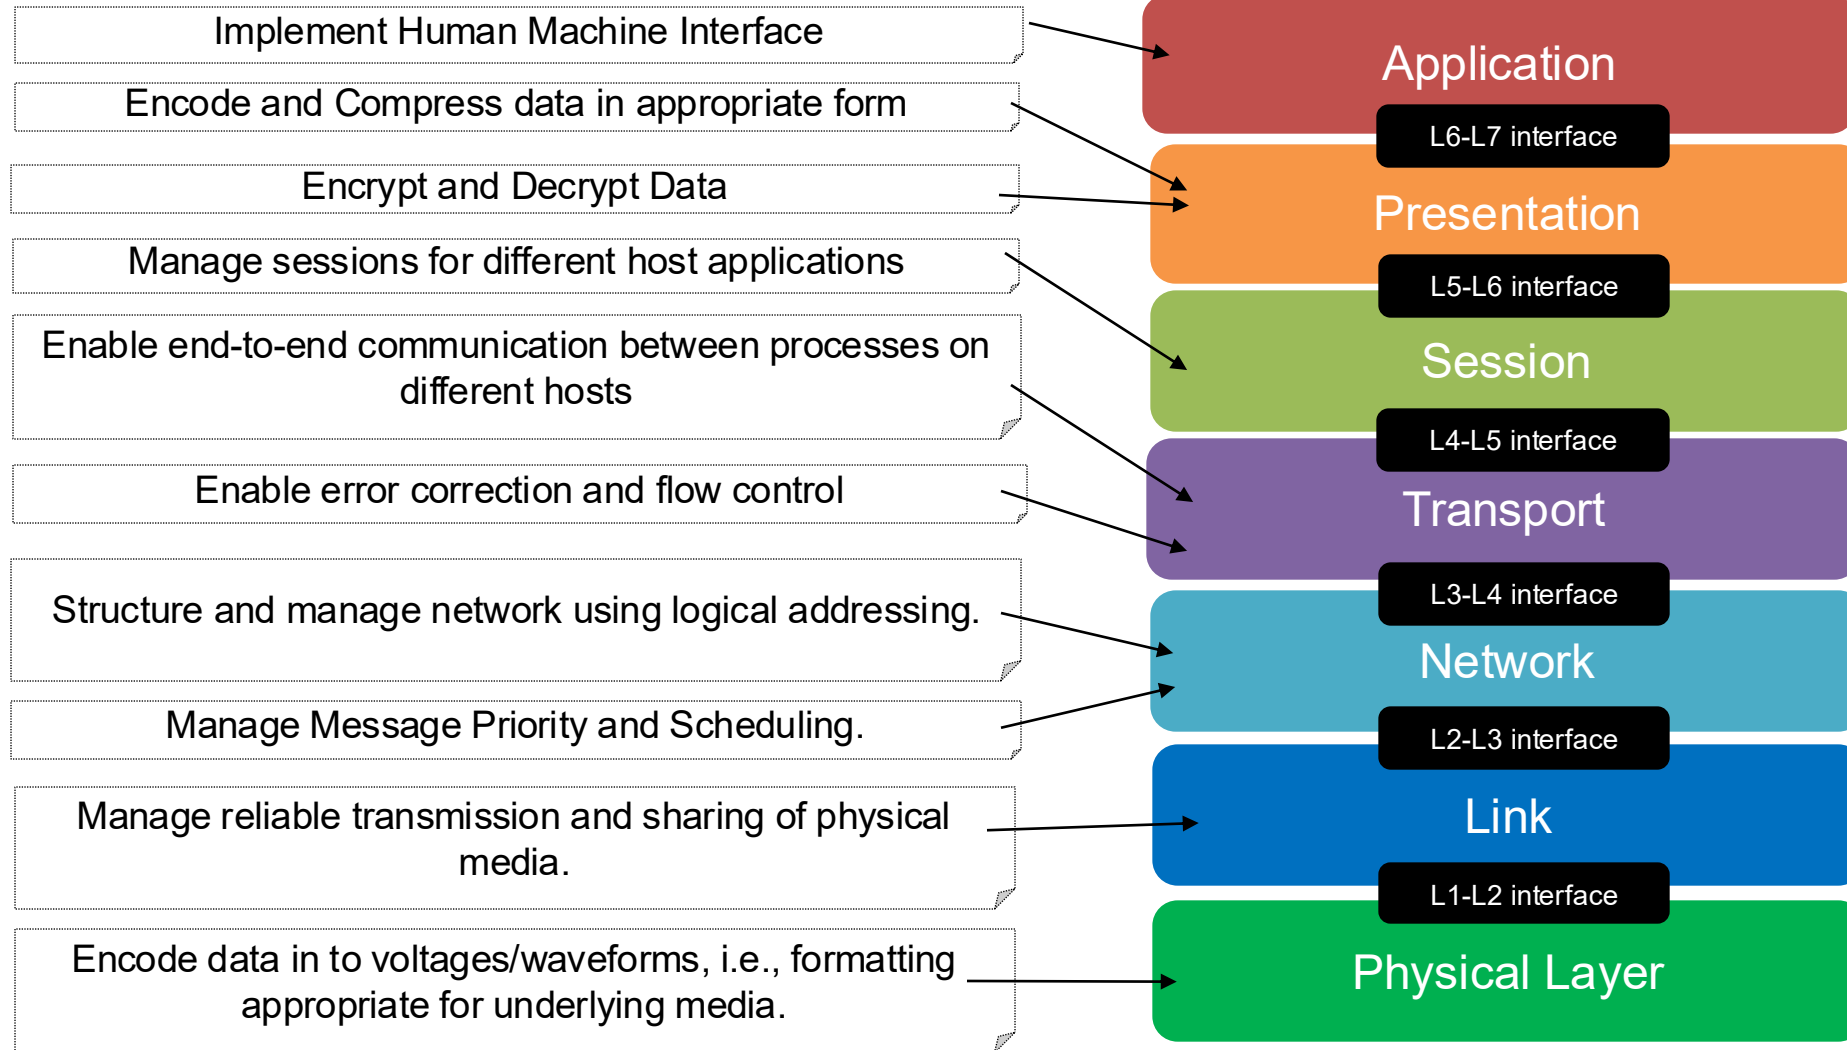 Implement Human Machine Interface
Application
Encode and Compress data in appropriate form
L6-L7 interface
Encrypt and Decrypt Data
Presentation
Manage sessions for different host applications
L5-L6 interface
Enable end-to-end communication between processes on
different hosts
Session
L4-L5 interface
Enable error correction and flow control
Transport
L3-L4 interface
Structure and manage network using logical addressing.
Network
Manage Message Priority and Scheduling.
L2-L3 interface
Manage reliable transmission and sharing of physical
media.
Link
L1-L2 interface
Encode data in to voltages/waveforms, i.e., formatting
appropriate for underlying media.
Physical Layer